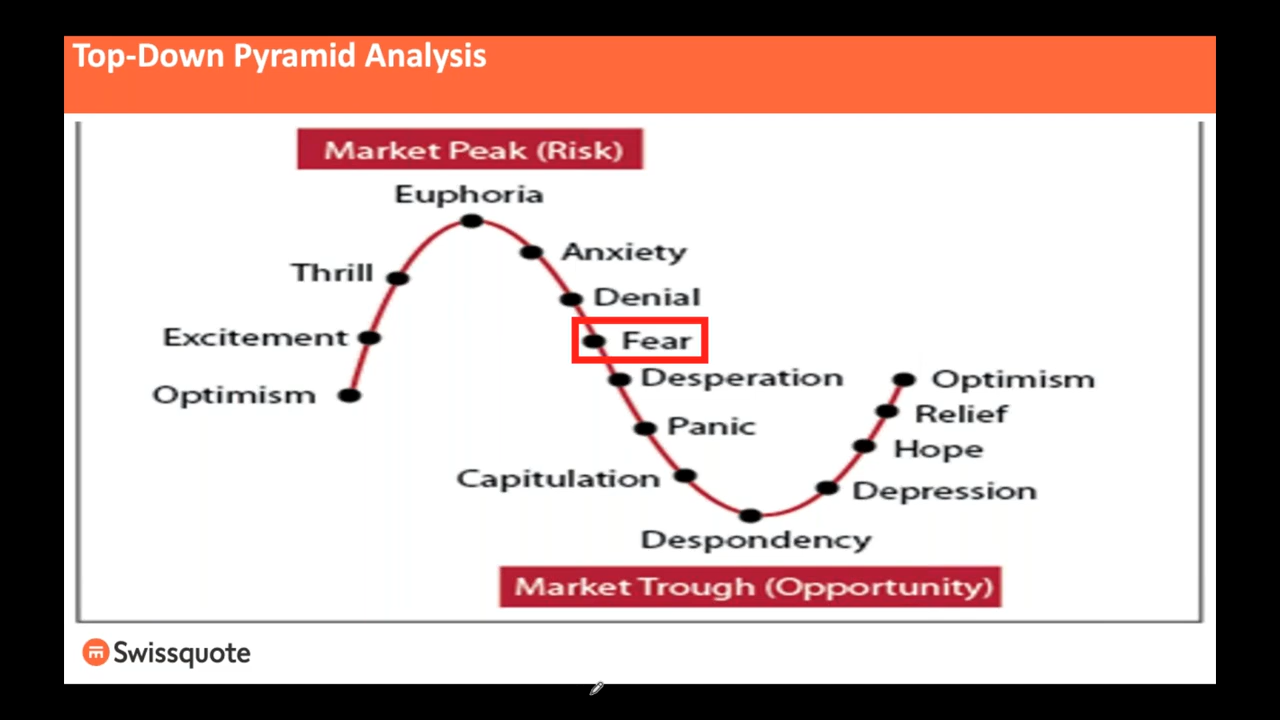 Top-Down Pyramid Analysis
Market Peak (Risk)
Euphoria
Anxiety
Thrill
Denial
Excitement
Fear
Optimism
Desperation
Optimism
Relief
Panic
Hope
Capitulation
Depression
Despondency
Market Trough (Opportunity)
Swissquote